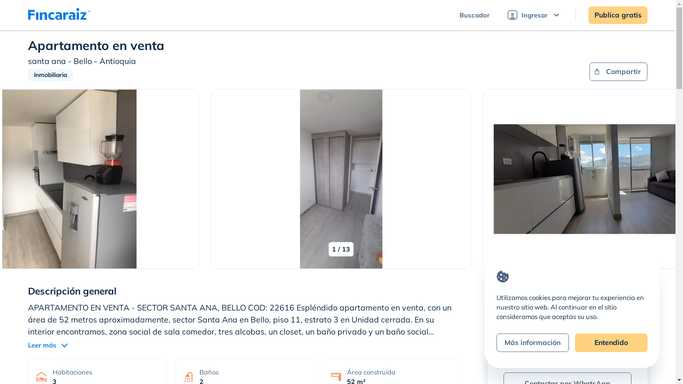 Fincaraiz
Buscador
Ingresar
Publica gratis
Apartamento en venta
santa ana - Bello - Antioquia
Inmobiliaria
Compartir
1 / 13
Descripción general
APARTAMENTO EN VENTA - SECTOR SANTA ANA, BELLO COD: 22616 Espléndido apartamento en venta, con un
área de 52 metros aproximadamente, sector Santa Ana en Bello, piso 11, estrato 3 en Unidad cerrada. En su
interior encontramos, zona social de sala comedor, tres alcobas, un closet, un baño privado y un baño social...
Leer más
Habitaciones
3
Baños
2
Área construida
52 m²
Utilizamos cookies para mejorar tu experiencia en
nuestro sitio web. Al continuar en el sitio
consideramos que aceptas su uso.
Más información
Entendido
Contactar por WhatsApp